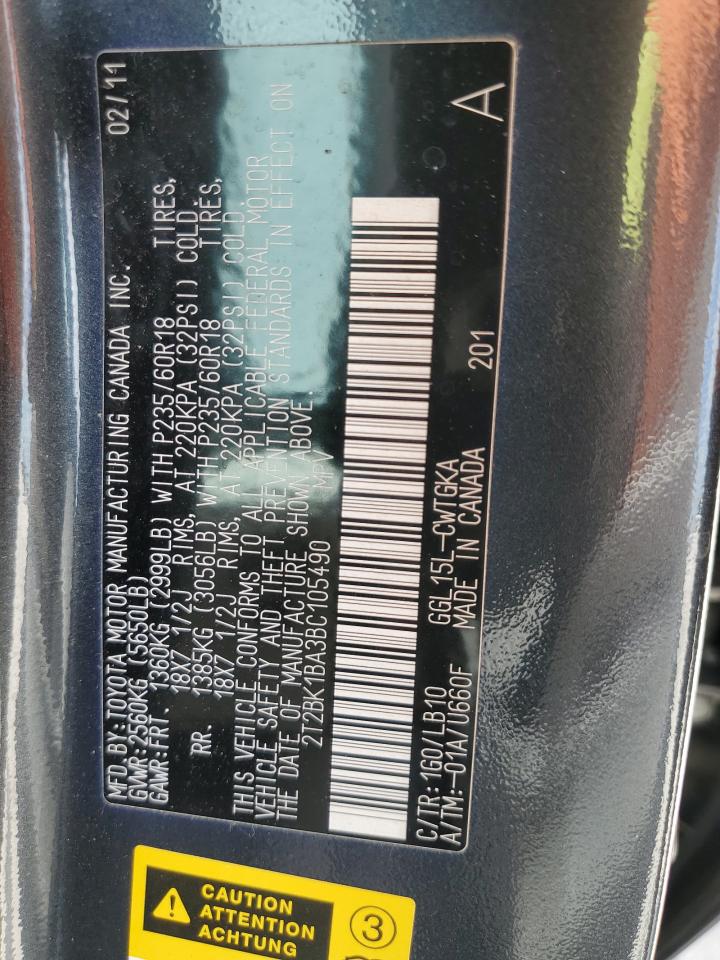 MFD.BY:TOYOTA MOTOR MANUFACTURING CANADA INC. 02/11
GVWR:2560KG (5650LB)
GAWR:FRT. 1360KG (2999LB) WITH P235/60R18 TIRES,
18X7 1/2J RIMS, AT 220KPA (32PSI) COLD.
RR. 1385KG (3056LB) WITH P235/60R18 TIRES,
18X7 1/2J RIMS, AT 220KPA (32PSI) COLD.
THIS VEHICLE CONFORMS TO ALL APPLICABLE FEDERAL MOTOR
VEHICLE SAFETY AND THEFT PREVENTION STANDARDS IN EFFECT ON
THE DATE OF MANUFACTURE SHOWN ABOVE.
2T2BK1BA3BC105490 MPV
C/TR:1G0/LB10 GGL15L-CWTGKA
A/TM:-01A/U660F MADE IN CANADA 201 A
CAUTION
ATTENTION
ACHTUNG
3